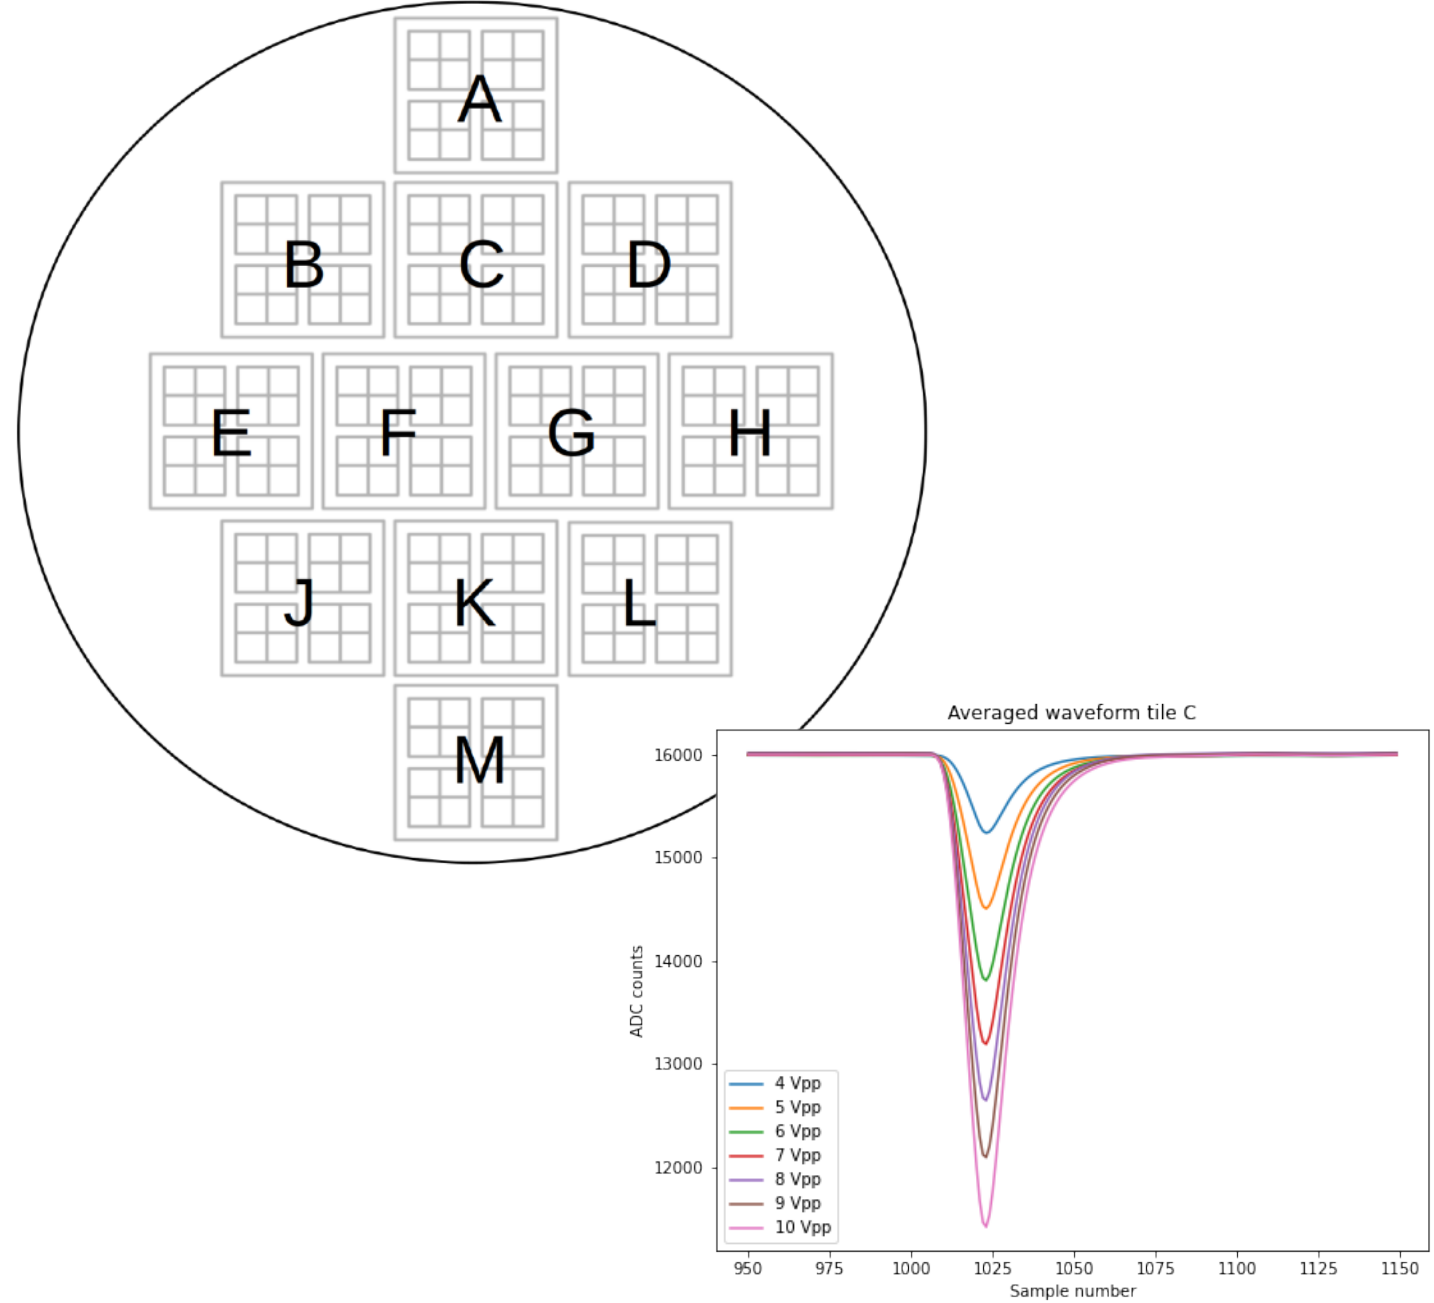 A
B C D
E F G H
J K L
M
Averaged waveform tile C
16000
15000
14000
13000
12000
ADC counts
4 Vpp
5 Vpp
6 Vpp
7 Vpp
8 Vpp
9 Vpp
10 Vpp
950 975 1000 1025 1050 1075 1100 1125 1150
Sample number